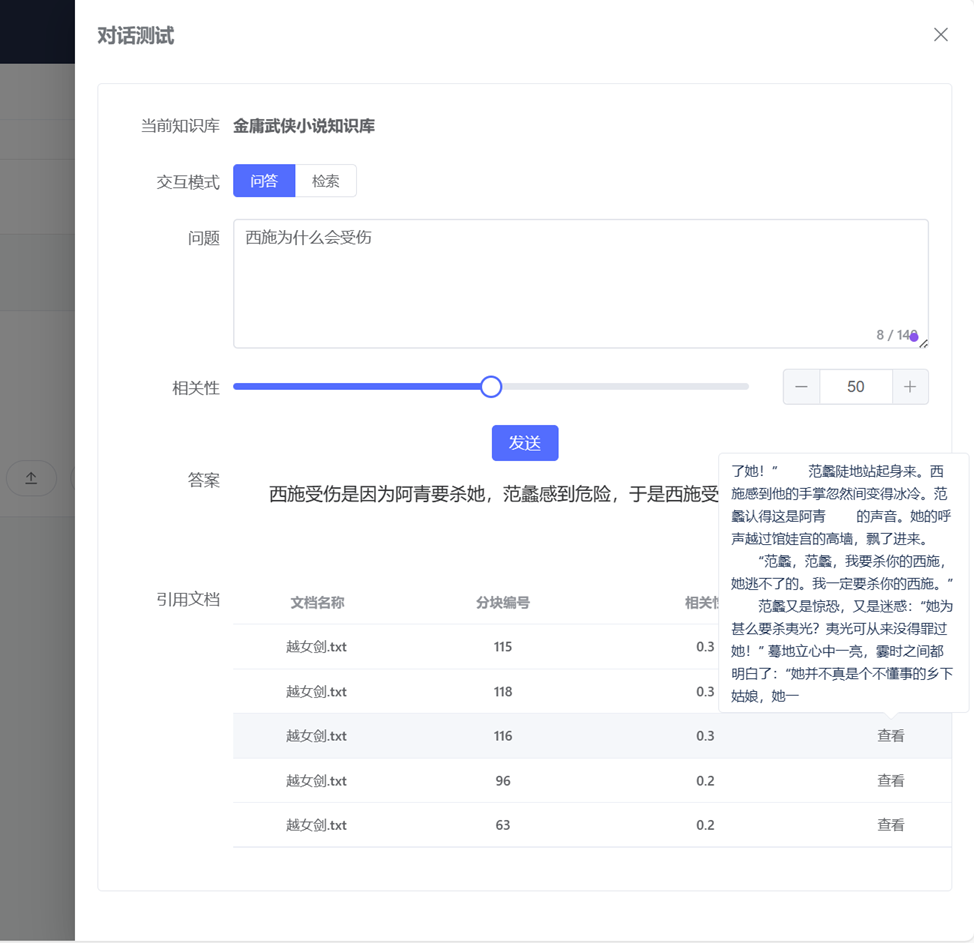 对话测试
当前知识库 金庸武侠小说知识库
交互模式 问答 检索
问题 西施为什么会受伤
8 / 140
相关性 50
发送
答案
西施受伤是因为阿青要杀她，范蠡感到危险，于是西施受
了她！” 范蠡陡地站起身来。西
施感到他的手掌忽然间变得冰冷。范
蠡认得这是阿青 的声音。她的呼
声越过馆娃宫的高墙，飘了进来。
“范蠡，范蠡，我要杀你的西施，
她逃不了的。我一定要杀你的西施。”
范蠡又是惊恐，又是迷惑：“她为
甚么要杀夷光？夷光可从来没得罪过
她！” 蓦地立心中一亮，霎时之间都
明白了：“她并不真是个不懂事的乡下
姑娘，她一
引用文档
文档名称 分块编号 相关性
越女剑.txt 115 0.3
越女剑.txt 118 0.3
越女剑.txt 116 0.3 查看
越女剑.txt 96 0.2 查看
越女剑.txt 63 0.2 查看